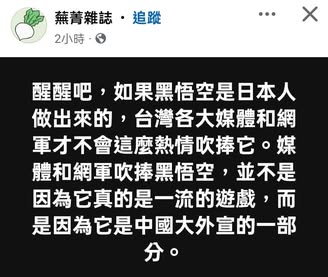 蕪菁雜誌 · 追蹤
2小時 ·
醒醒吧，如果黑悟空是日本人
做出來的，台灣各大媒體和網
軍才不會這麼熱情吹捧它。媒
體和網軍吹捧黑悟空，並不是
因為它真的是一流的遊戲，而
是因為它是中國大外宣的一部
分。